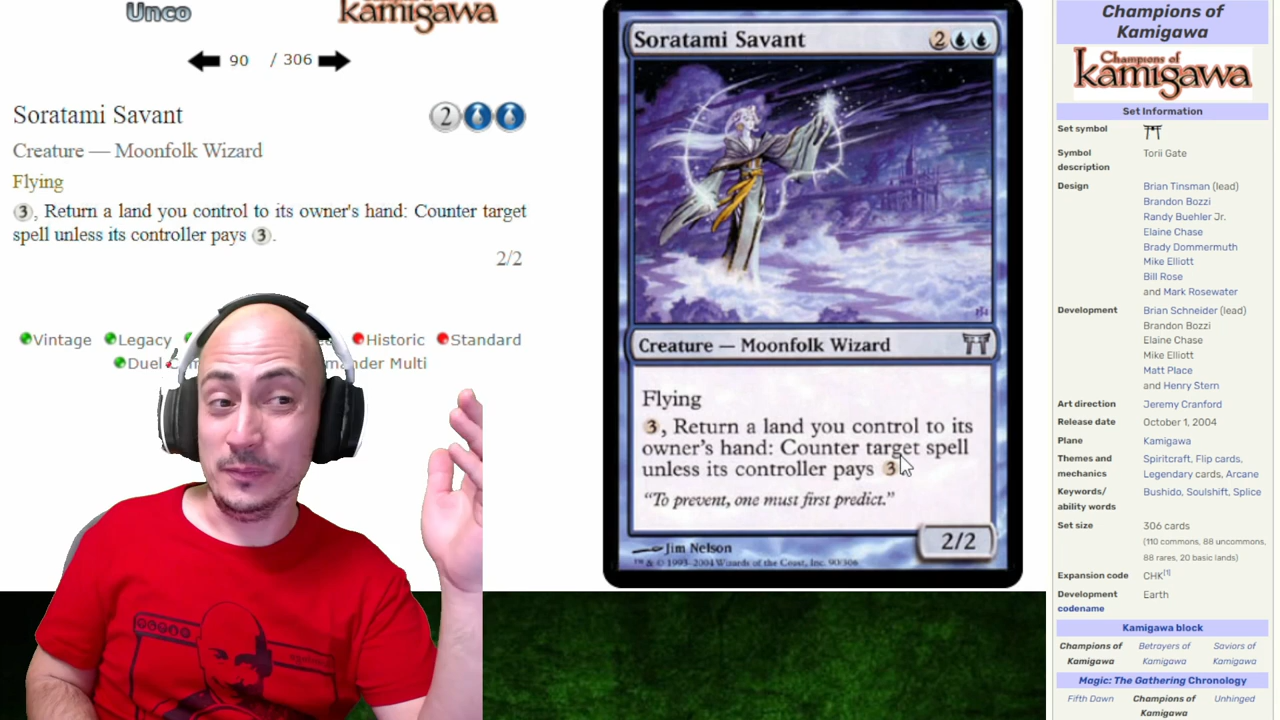 Unco
kamigawa
90 / 306
Soratami Savant 2
Creature — Moonfolk Wizard
Flying
3, Return a land you control to its owner's hand: Counter target
spell unless its controller pays 3.
2/2
Vintage Legacy Historic Standard
Duel Multi
Soratami Savant 2
Creature — Moonfolk Wizard
Flying
3, Return a land you control to its
owner's hand: Counter target spell
unless its controller pays 3
"To prevent, one must first predict."
2/2
Jim Nelson
™ & © 1993–2004 Wizards of the Coast, Inc. 90/306
Champions of
Kamigawa
Champions of
kamigawa
Set Information
Set symbol
Symbol description Torii Gate
Design Brian Tinsman (lead)
Brandon Bozzi
Randy Buehler Jr.
Elaine Chase
Brady Dommermuth
Mike Elliott
Bill Rose
and Mark Rosewater
Development Brian Schneider (lead)
Brandon Bozzi
Elaine Chase
Mike Elliott
Matt Place
and Henry Stern
Art direction Jeremy Cranford
Release date October 1, 2004
Plane Kamigawa
Themes and Spiritcraft, Flip cards,
mechanics Legendary cards, Arcane
Keywords/ Bushido, Soulshift, Splice
ability words
Set size 306 cards
(110 commons, 88 uncommons,
88 rares, 20 basic lands)
Expansion code CHK[1]
Development Earth
codename
Kamigawa block
Champions of Betrayers of Saviors of
Kamigawa Kamigawa Kamigawa
Magic: The Gathering Chronology
Fifth Dawn Champions of Unhinged
Kamigawa